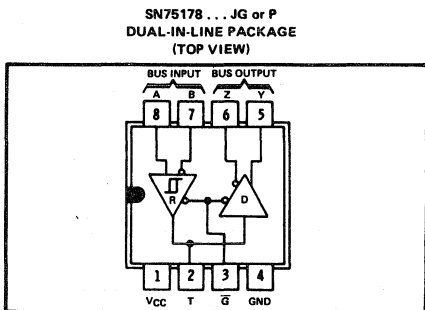 SN75178 . . . JG or P
DUAL-IN-LINE PACKAGE
(TOP VIEW)
BUS INPUT BUS OUTPUT
A B Z Y
8 7 6 5
R D
1 2 3 4
VCC T G̅ GND